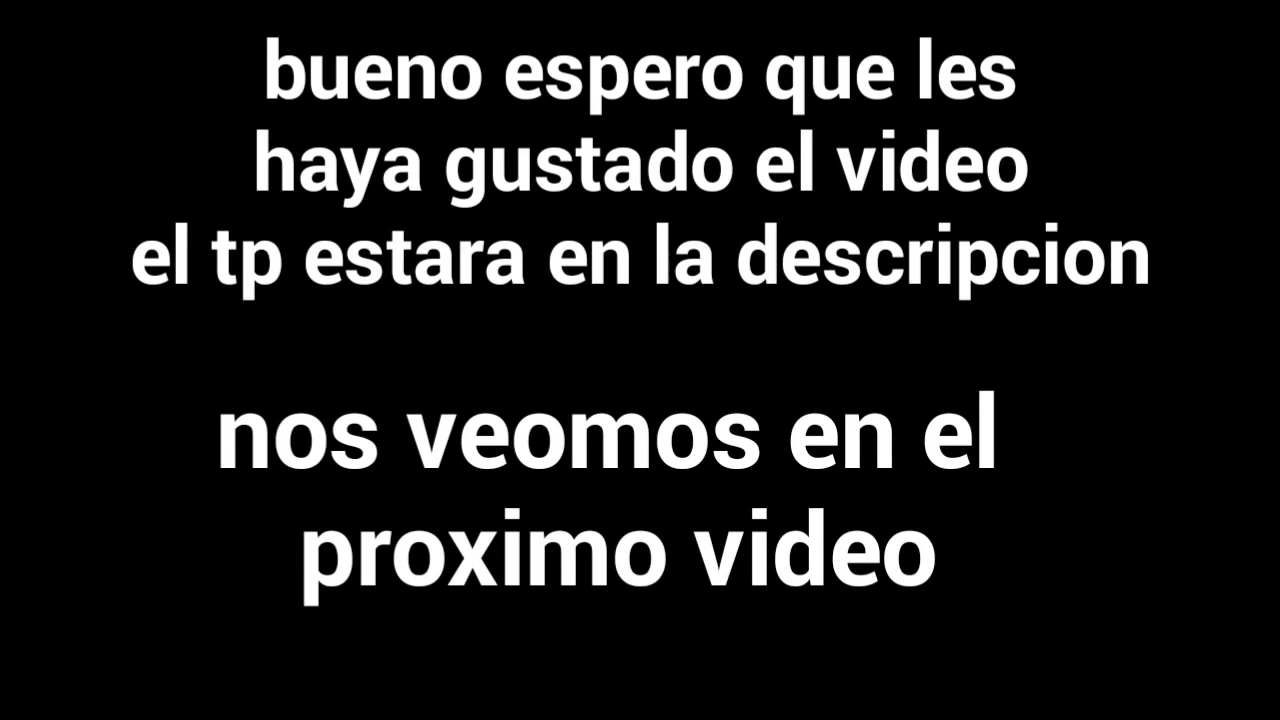 bueno espero que les
haya gustado el video
el tp estara en la descripcion
nos veomos en el
proximo video